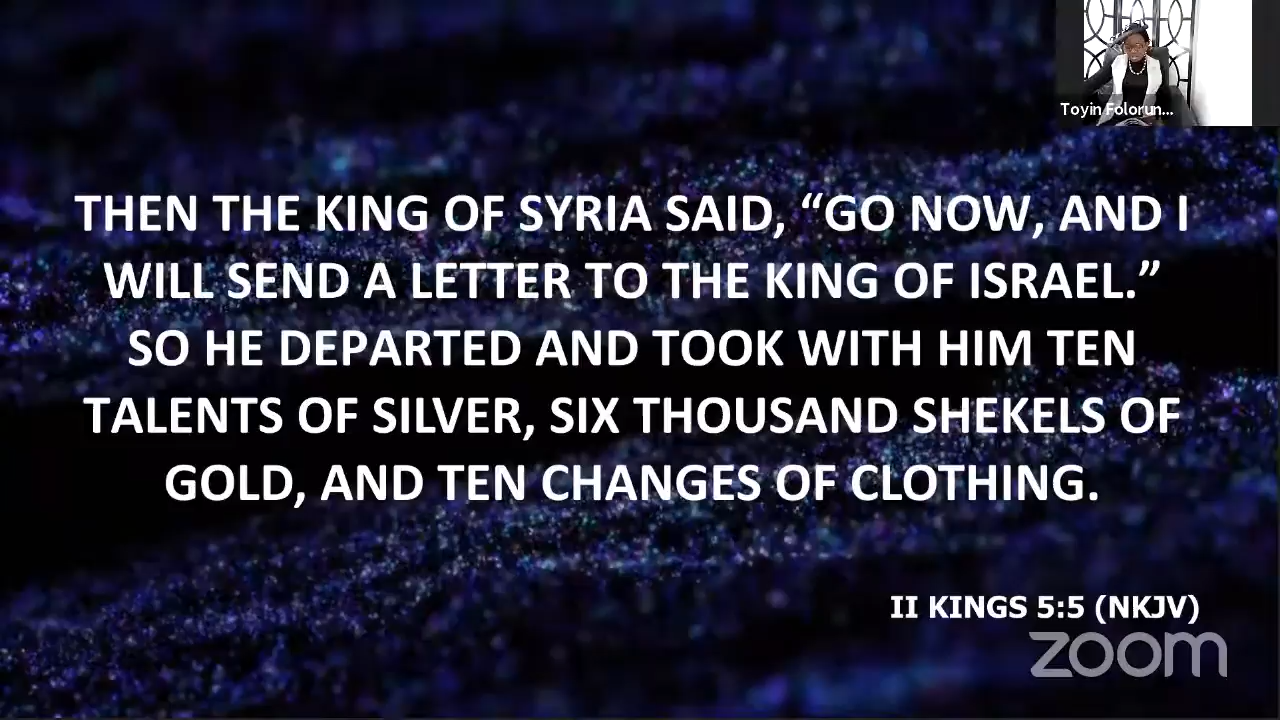 Toyin Folorun...
THEN THE KING OF SYRIA SAID, “GO NOW, AND I
WILL SEND A LETTER TO THE KING OF ISRAEL.”
SO HE DEPARTED AND TOOK WITH HIM TEN
TALENTS OF SILVER, SIX THOUSAND SHEKELS OF
GOLD, AND TEN CHANGES OF CLOTHING.
II KINGS 5:5 (NKJV)
zoom